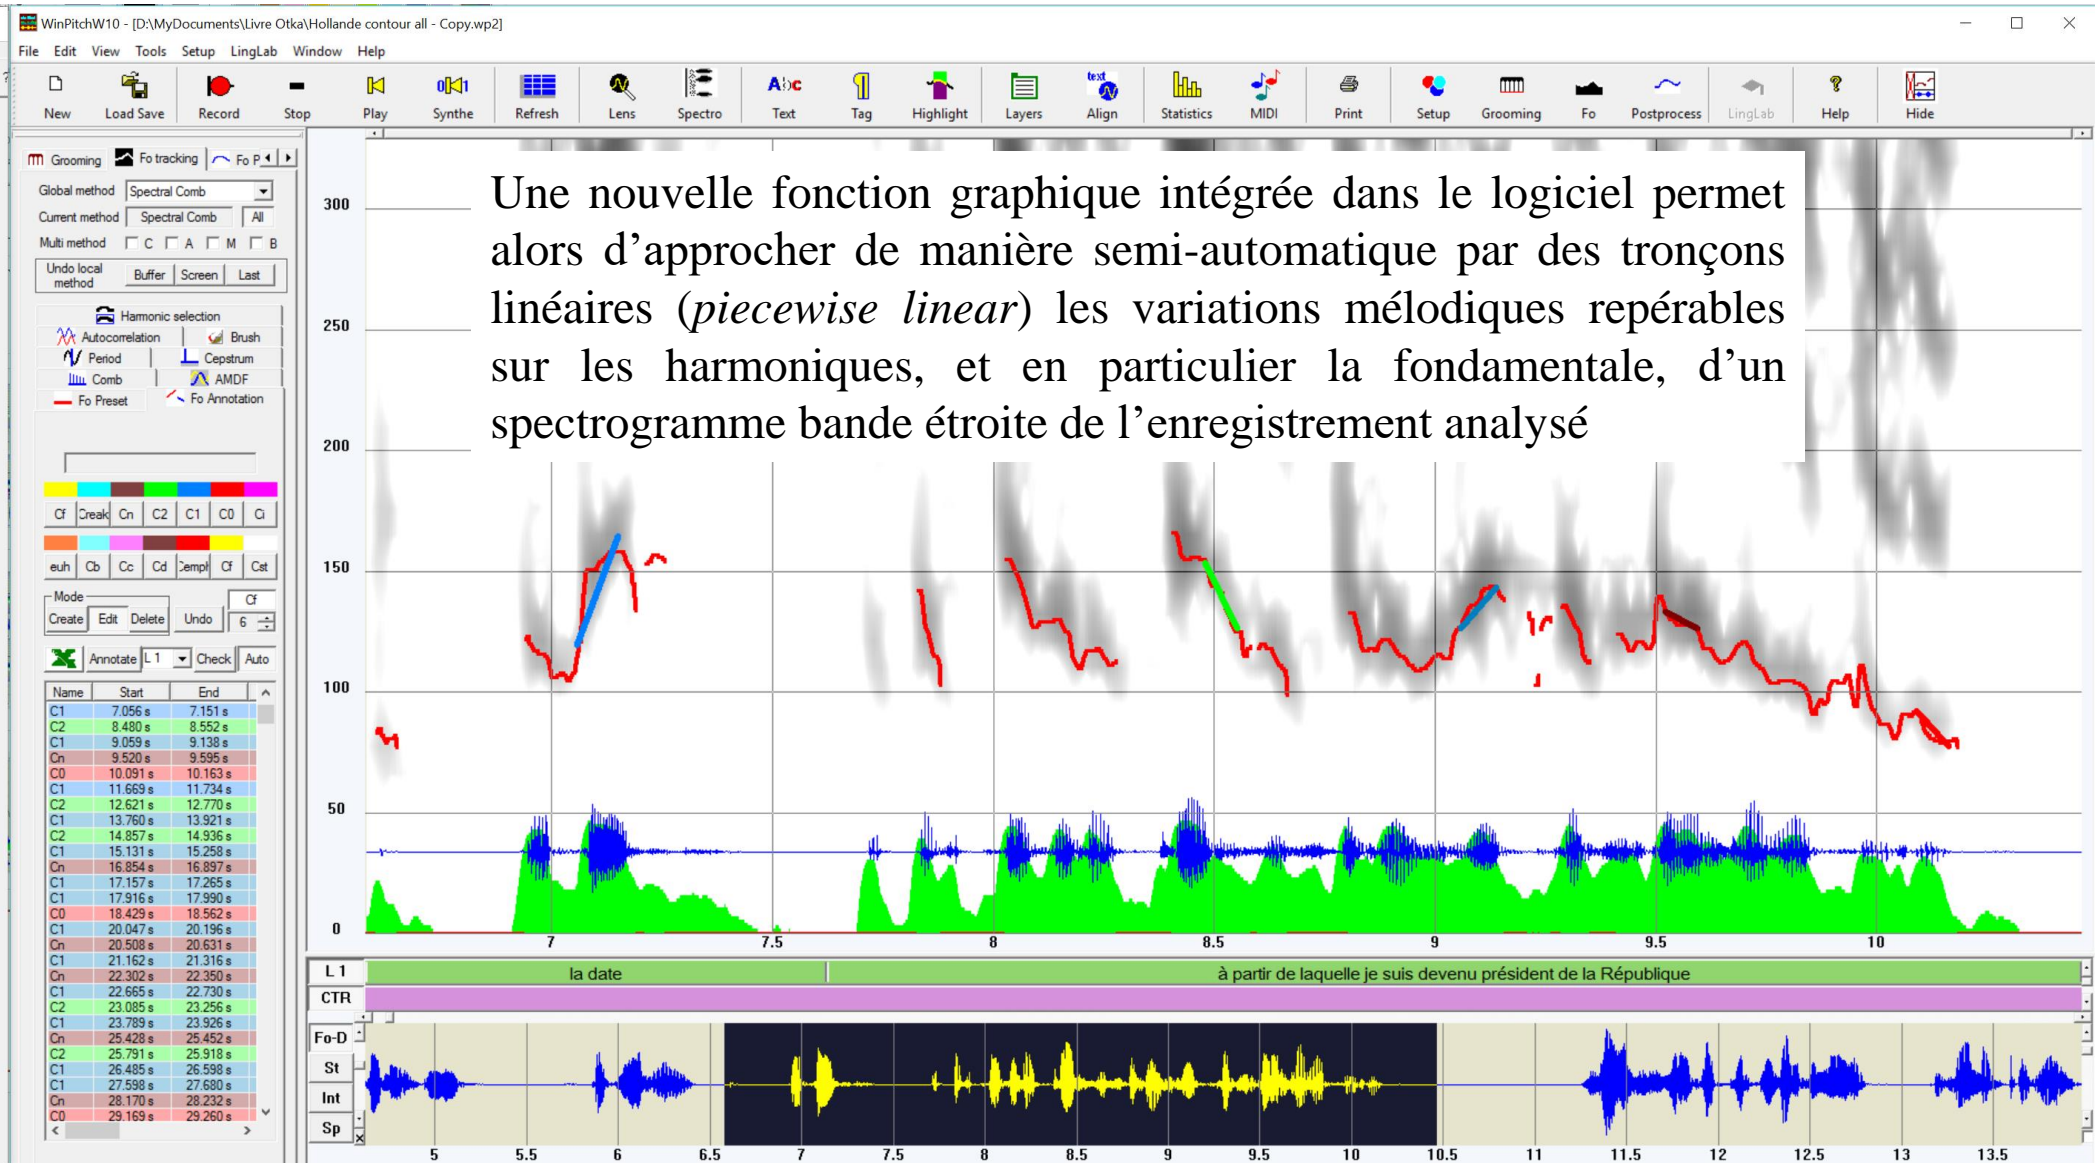 WinPitchW10 - [D:\MyDocuments\Livre Otka\Hollande contour all - Copy.wp2]
File Edit View Tools Setup LingLab Window Help
New Load Save Record Stop Play Synthe Refresh Lens Spectro Text Tag Highlight Layers Align Statistics MIDI Print Setup Grooming Fo Postprocess LingLab Help Hide
Grooming Fo tracking Fo P
Global method Spectral Comb
Current method Spectral Comb All
Multi method C A M B
Undo local method Buffer Screen Last
Harmonic selection
Autocorrelation Brush
Period Cepstrum
Comb AMDF
Fo Preset Fo Annotation
Cf Creak Cn C2 C1 C0 Ci
euh Cb Cc Cd Cemph Cf Cst
Mode Cf
Create Edit Delete Undo 6
Annotate L 1 Check Auto
Name Start End
C1 7.056 s 7.151 s
C2 8.480 s 8.552 s
C1 9.059 s 9.138 s
Cn 9.520 s 9.595 s
C0 10.091 s 10.163 s
C1 11.669 s 11.734 s
C2 12.621 s 12.770 s
C1 13.760 s 13.921 s
C2 14.857 s 14.936 s
C1 15.131 s 15.258 s
Cn 16.854 s 16.897 s
C1 17.157 s 17.265 s
C1 17.916 s 17.990 s
C0 18.429 s 18.562 s
C1 20.047 s 20.196 s
Cn 20.508 s 20.631 s
C1 21.162 s 21.316 s
Cn 22.302 s 22.350 s
C1 22.665 s 22.730 s
C2 23.085 s 23.256 s
C1 23.789 s 23.926 s
Cn 25.428 s 25.452 s
C2 25.791 s 25.918 s
C1 26.485 s 26.598 s
C1 27.598 s 27.680 s
Cn 28.170 s 28.232 s
C0 29.169 s 29.260 s
Une nouvelle fonction graphique intégrée dans le logiciel permet
alors d’approcher de manière semi-automatique par des tronçons
linéaires (piecewise linear) les variations mélodiques repérables
sur les harmoniques, et en particulier la fondamentale, d’un
spectrogramme bande étroite de l’enregistrement analysé
300
250
200
150
100
50
0
7 7.5 8 8.5 9 9.5 10
L 1 la date à partir de laquelle je suis devenu président de la République
CTR
Fo-D
St
Int
Sp
5 5.5 6 6.5 7 7.5 8 8.5 9 9.5 10 10.5 11 11.5 12 12.5 13 13.5